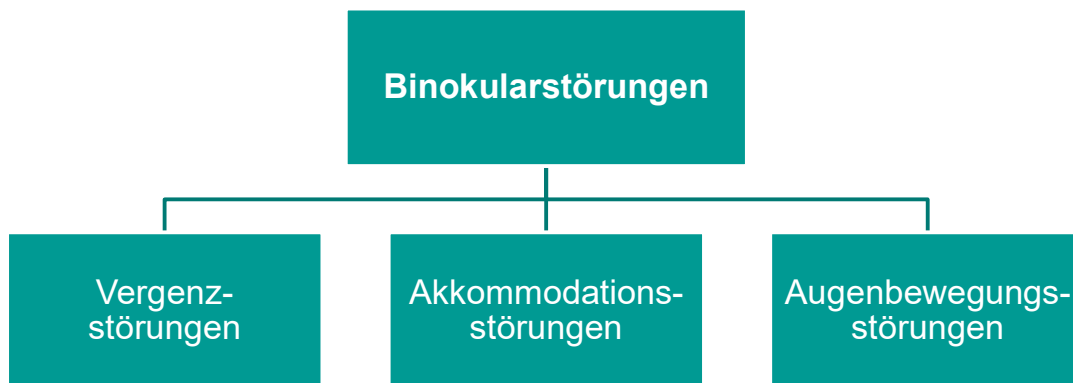 Binokularstörungen
Vergenz-
störungen
Akkommodations-
störungen
Augenbewegungs-
störungen